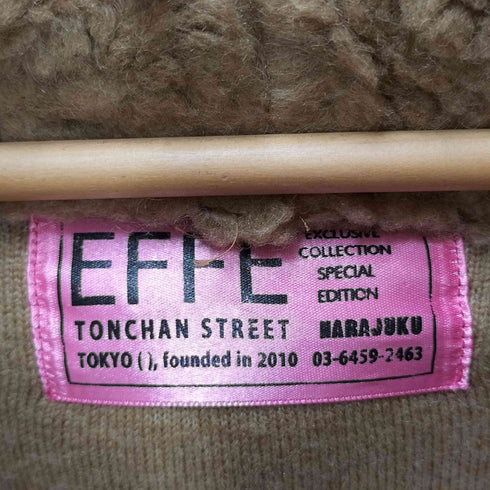 EFFE
EXCLUSIVE
COLLECTION
SPECIAL
EDITION
TONCHAN STREET HARAJUKU
TOKYO ( ), founded in 2010 03-6459-2463